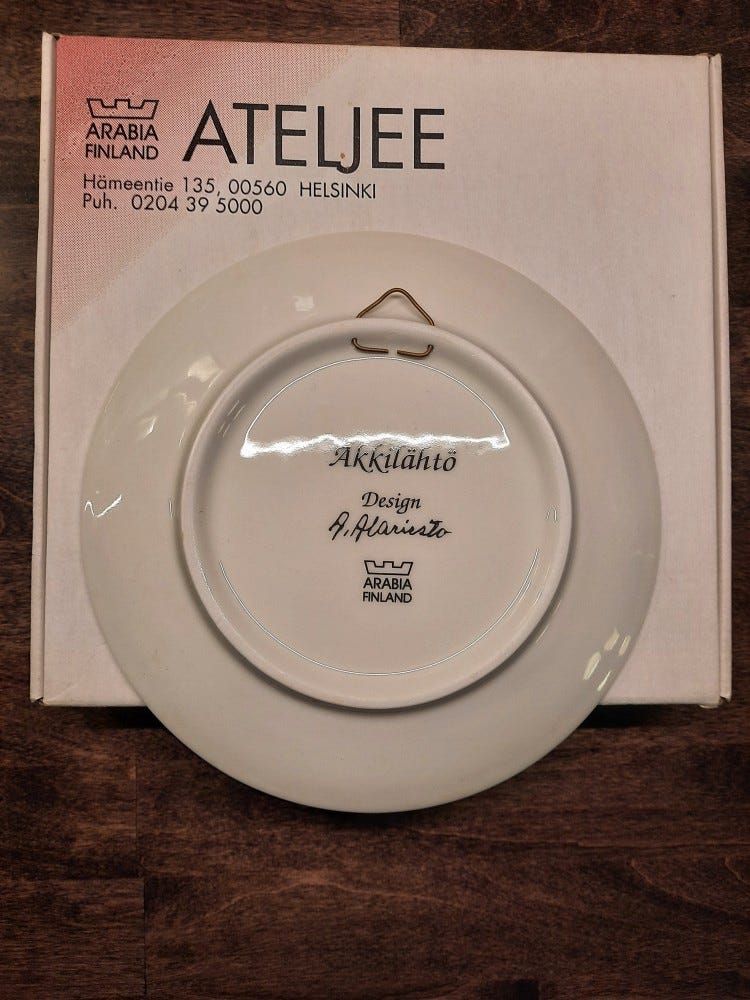 ARABIA
FINLAND
ATELJEE
Hämeentie 135, 00560 HELSINKI
Puh. 0204 39 5000
Äkkilähtö
Design
A. Alariesto
ARABIA
FINLAND